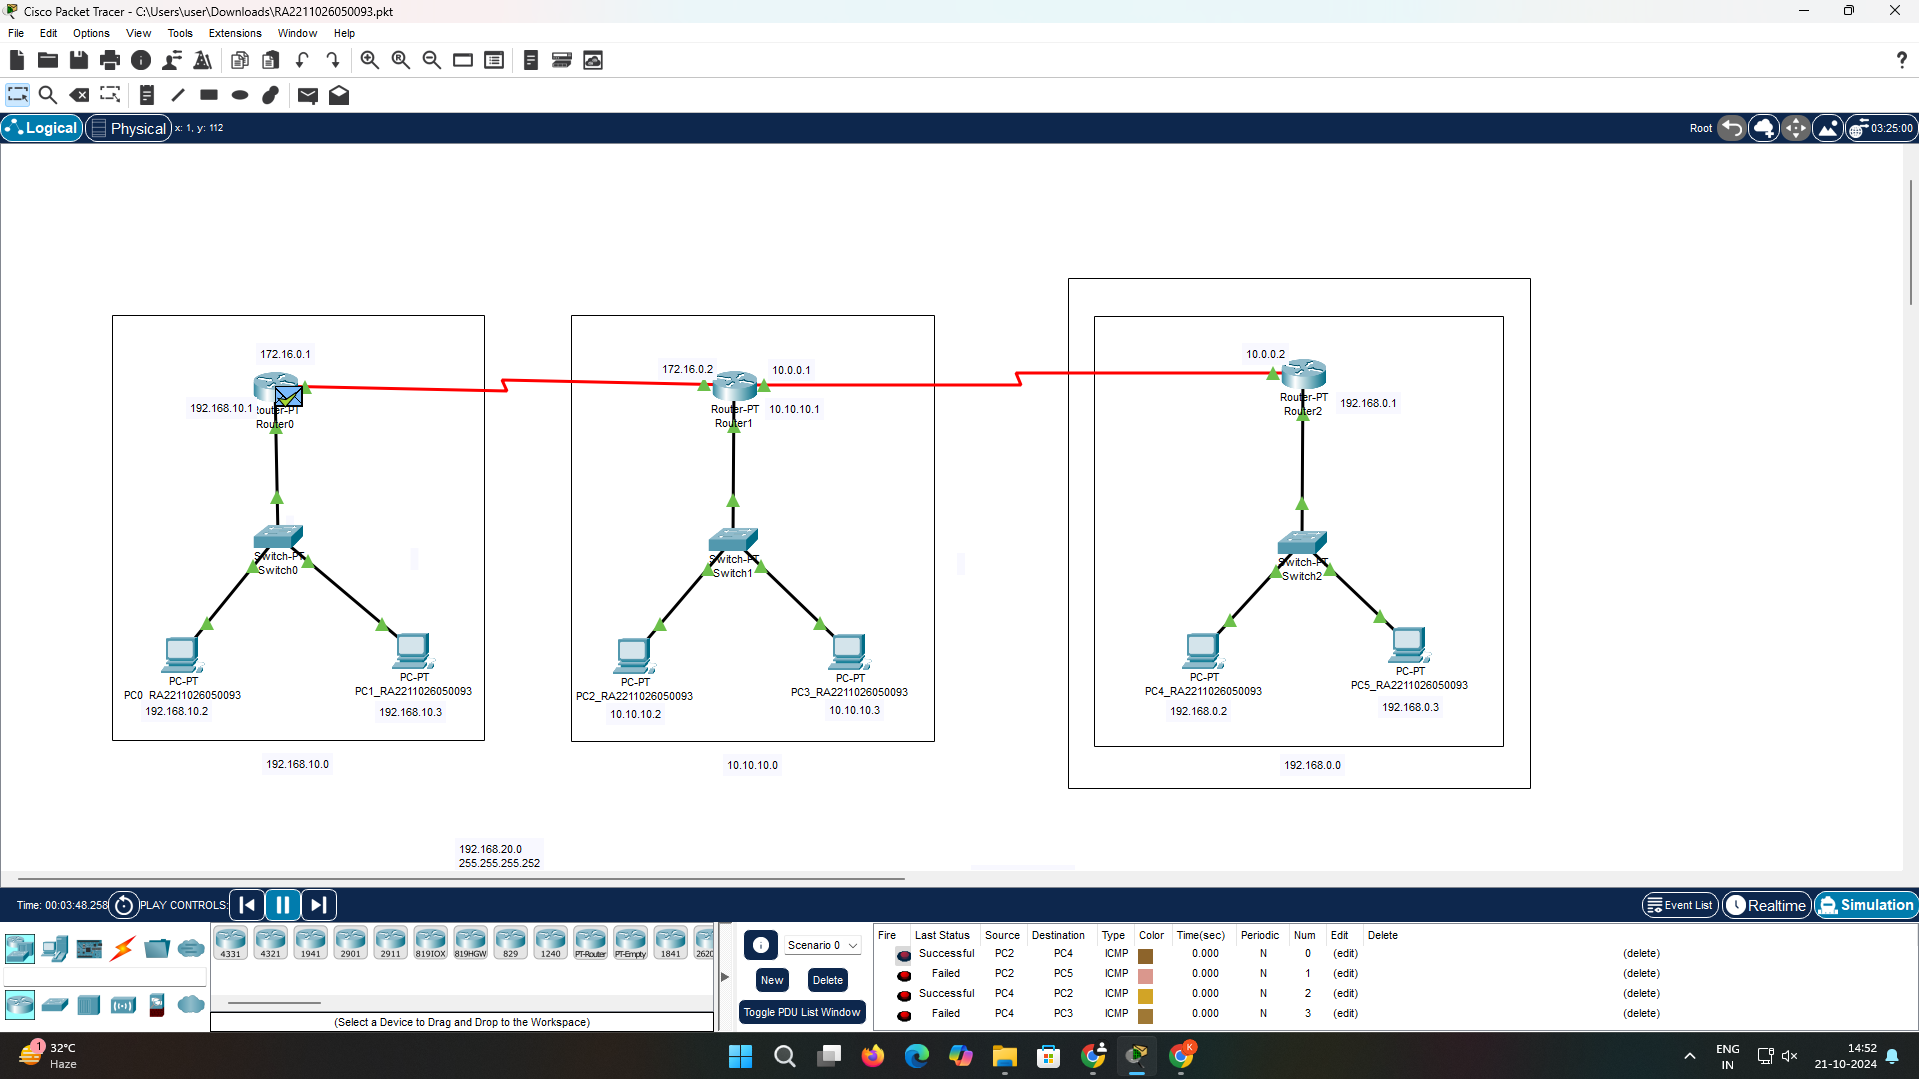 Cisco Packet Tracer - C:\Users\user\Downloads\RA2211026050093.pkt
File Edit Options View Tools Extensions Window Help
Logical Physical x: 1, y: 112 Root 03:25:00
172.16.0.1
192.168.10.1
Router-PT
Router0
172.16.0.2
10.0.0.1
Router-PT
Router1
10.10.10.1
10.0.0.2
Router-PT
Router2
192.168.0.1
Switch-PT
Switch0
Switch-PT
Switch1
Switch-PT
Switch2
PC-PT
PC0_RA2211026050093
192.168.10.2
PC-PT
PC1_RA2211026050093
192.168.10.3
PC-PT
PC2_RA2211026050093
10.10.10.2
PC-PT
PC3_RA2211026050093
10.10.10.3
PC-PT
PC4_RA2211026050093
192.168.0.2
PC-PT
PC5_RA2211026050093
192.168.0.3
192.168.10.0
10.10.10.0
192.168.0.0
192.168.20.0
255.255.255.252
Time: 00:03:48.258 PLAY CONTROLS: Event List Realtime Simulation
4331 4321 1941 2901 2911 819IOX 819HGW 829 1240 PT-Router PT-Empty 1841 2620
(Select a Device to Drag and Drop to the Workspace)
Scenario 0
New Delete
Toggle PDU List Window
Fire Last Status Source Destination Type Color Time(sec) Periodic Num Edit Delete
Successful PC2 PC4 ICMP 0.000 N 0 (edit) (delete)
Failed PC2 PC5 ICMP 0.000 N 1 (edit) (delete)
Successful PC4 PC2 ICMP 0.000 N 2 (edit) (delete)
Failed PC4 PC3 ICMP 0.000 N 3 (edit) (delete)
1
32°C
Haze
K
ENG
IN
14:52
21-10-2024